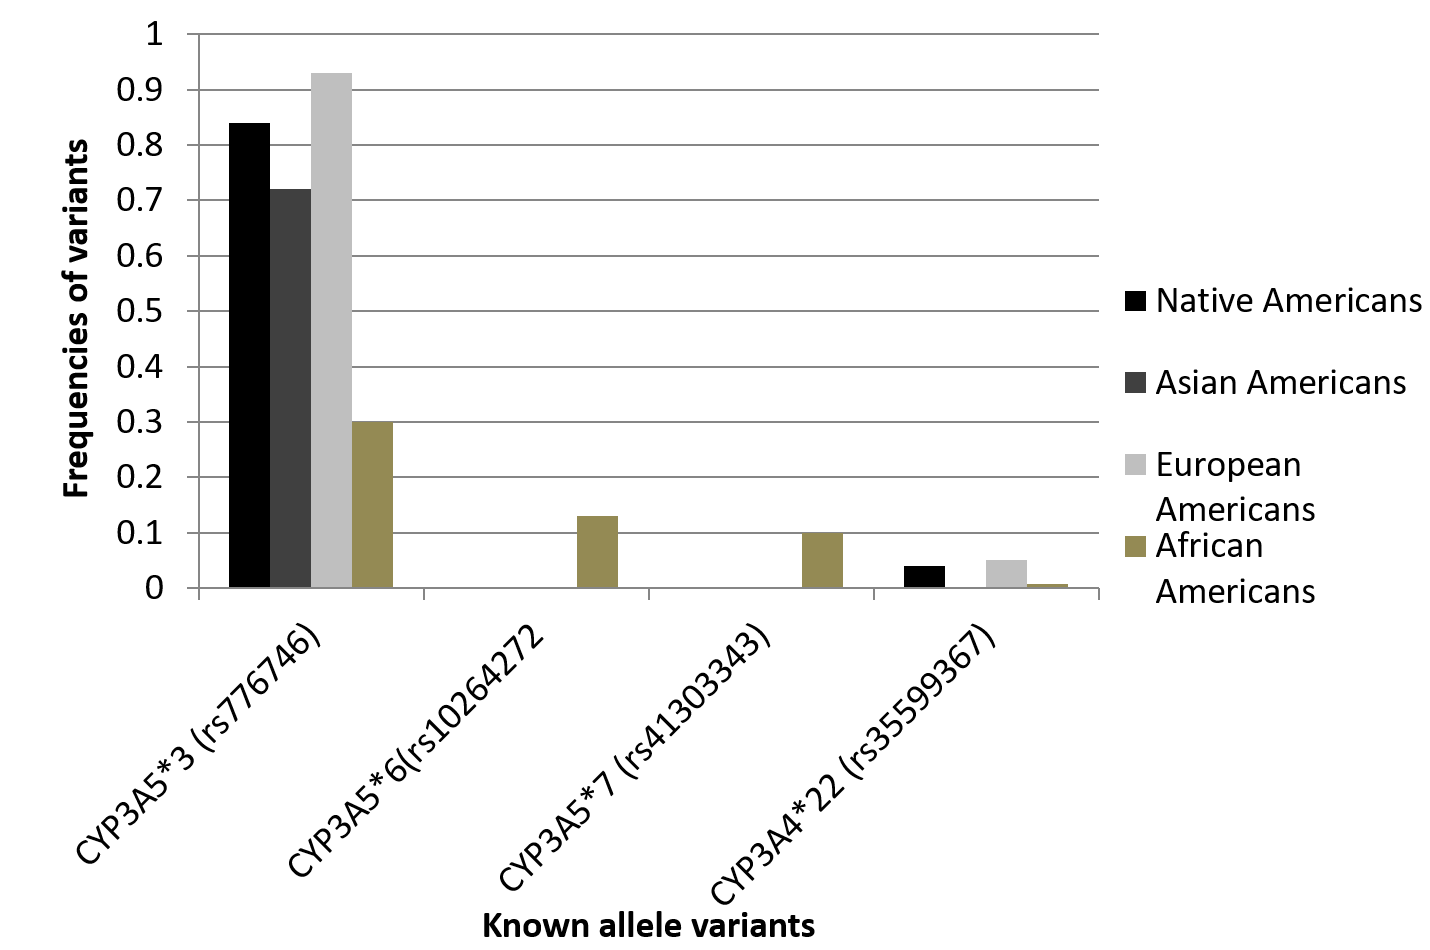 1
0.9
0.8
0.7
0.6
0.5
0.4
0.3
0.2
0.1
0
Frequencies of variants
CYP3A5*3 (rs776746)
CYP3A5*6(rs10264272
CYP3A5*7 (rs41303343)
CYP3A4*22 (rs35599367)
Known allele variants
Native Americans
Asian Americans
European
Americans
African
Americans